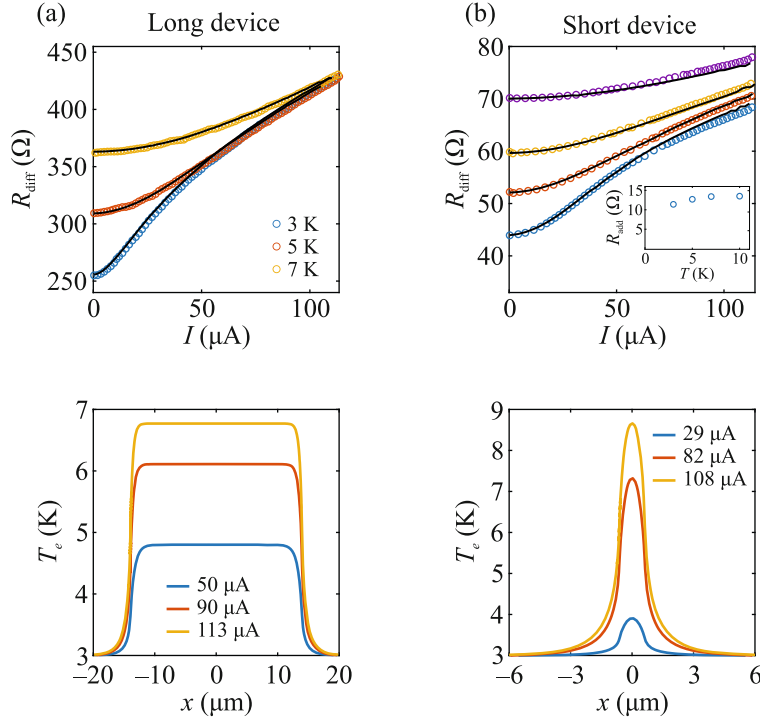 (a) Long device
450
400
350
300
250
R_diff (Ω)
3 K
5 K
7 K
0 50 100
I (μA)
(b) Short device
80
70
60
50
40
R_diff (Ω)
15
10
5
R_add (Ω)
0 5 10
T (K)
0 50 100
I (μA)
7
6
5
4
3
T_e (K)
50 μA
90 μA
113 μA
−20 −10 0 10 20
x (μm)
9
8
7
6
5
4
3
T_e (K)
29 μA
82 μA
108 μA
−6 −3 0 3 6
x (μm)